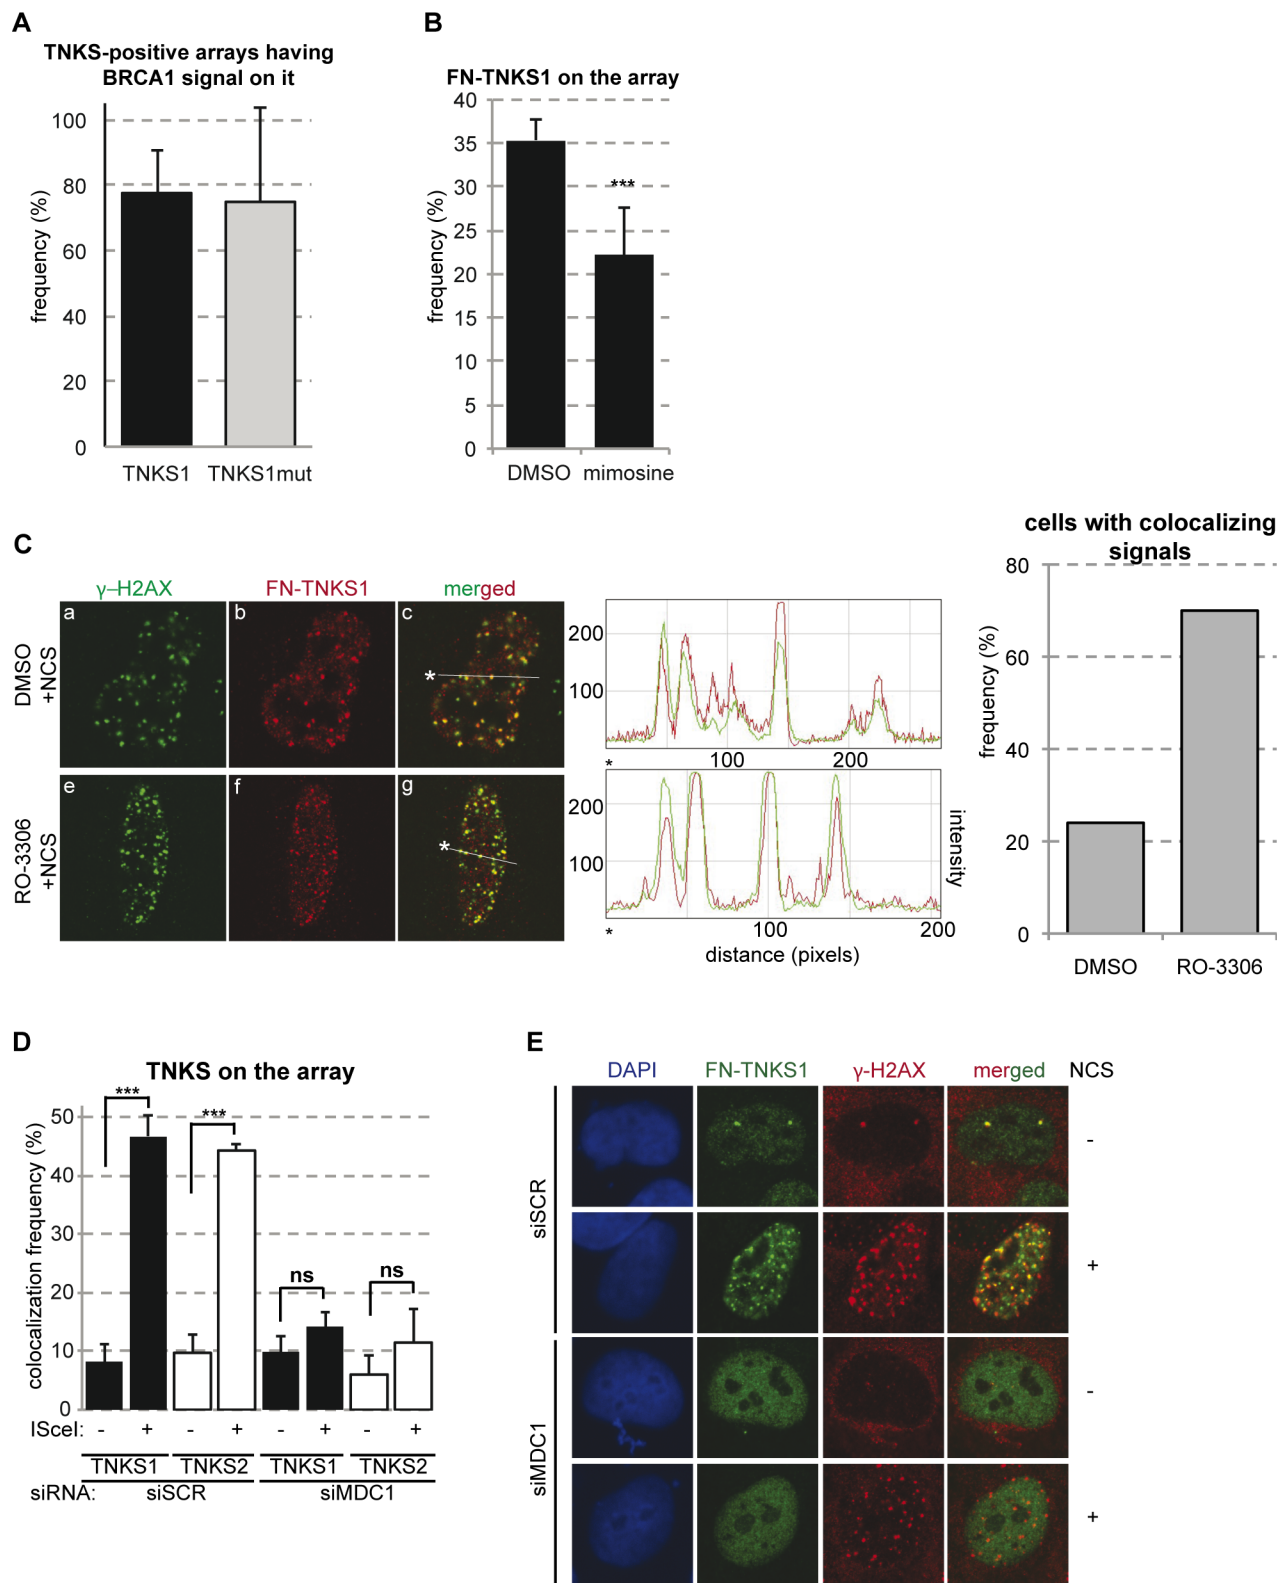 A
TNKS-positive arrays having
BRCA1 signal on it
frequency (%)
100
80
60
40
20
0
TNKS1 TNKS1mut
B
FN-TNKS1 on the array
frequency (%)
40
35
30
25
20
15
10
5
0
***
DMSO mimosine
C
γ–H2AX FN-TNKS1 merged
DMSO
+NCS
a b c
*
RO-3306
+NCS
e f g
*
200
100
* 100 200
200
100
* 100 200
distance (pixels)
intensity
cells with colocalizing
signals
frequency (%)
80
60
40
20
0
DMSO RO-3306
D
TNKS on the array
colocalization frequency (%)
50
40
30
20
10
0
*** *** ns ns
ISceI: - + - + - + - +
TNKS1 TNKS2 TNKS1 TNKS2
siRNA: siSCR siMDC1
E
DAPI FN-TNKS1 γ-H2AX merged NCS
siSCR
-
+
siMDC1
-
+